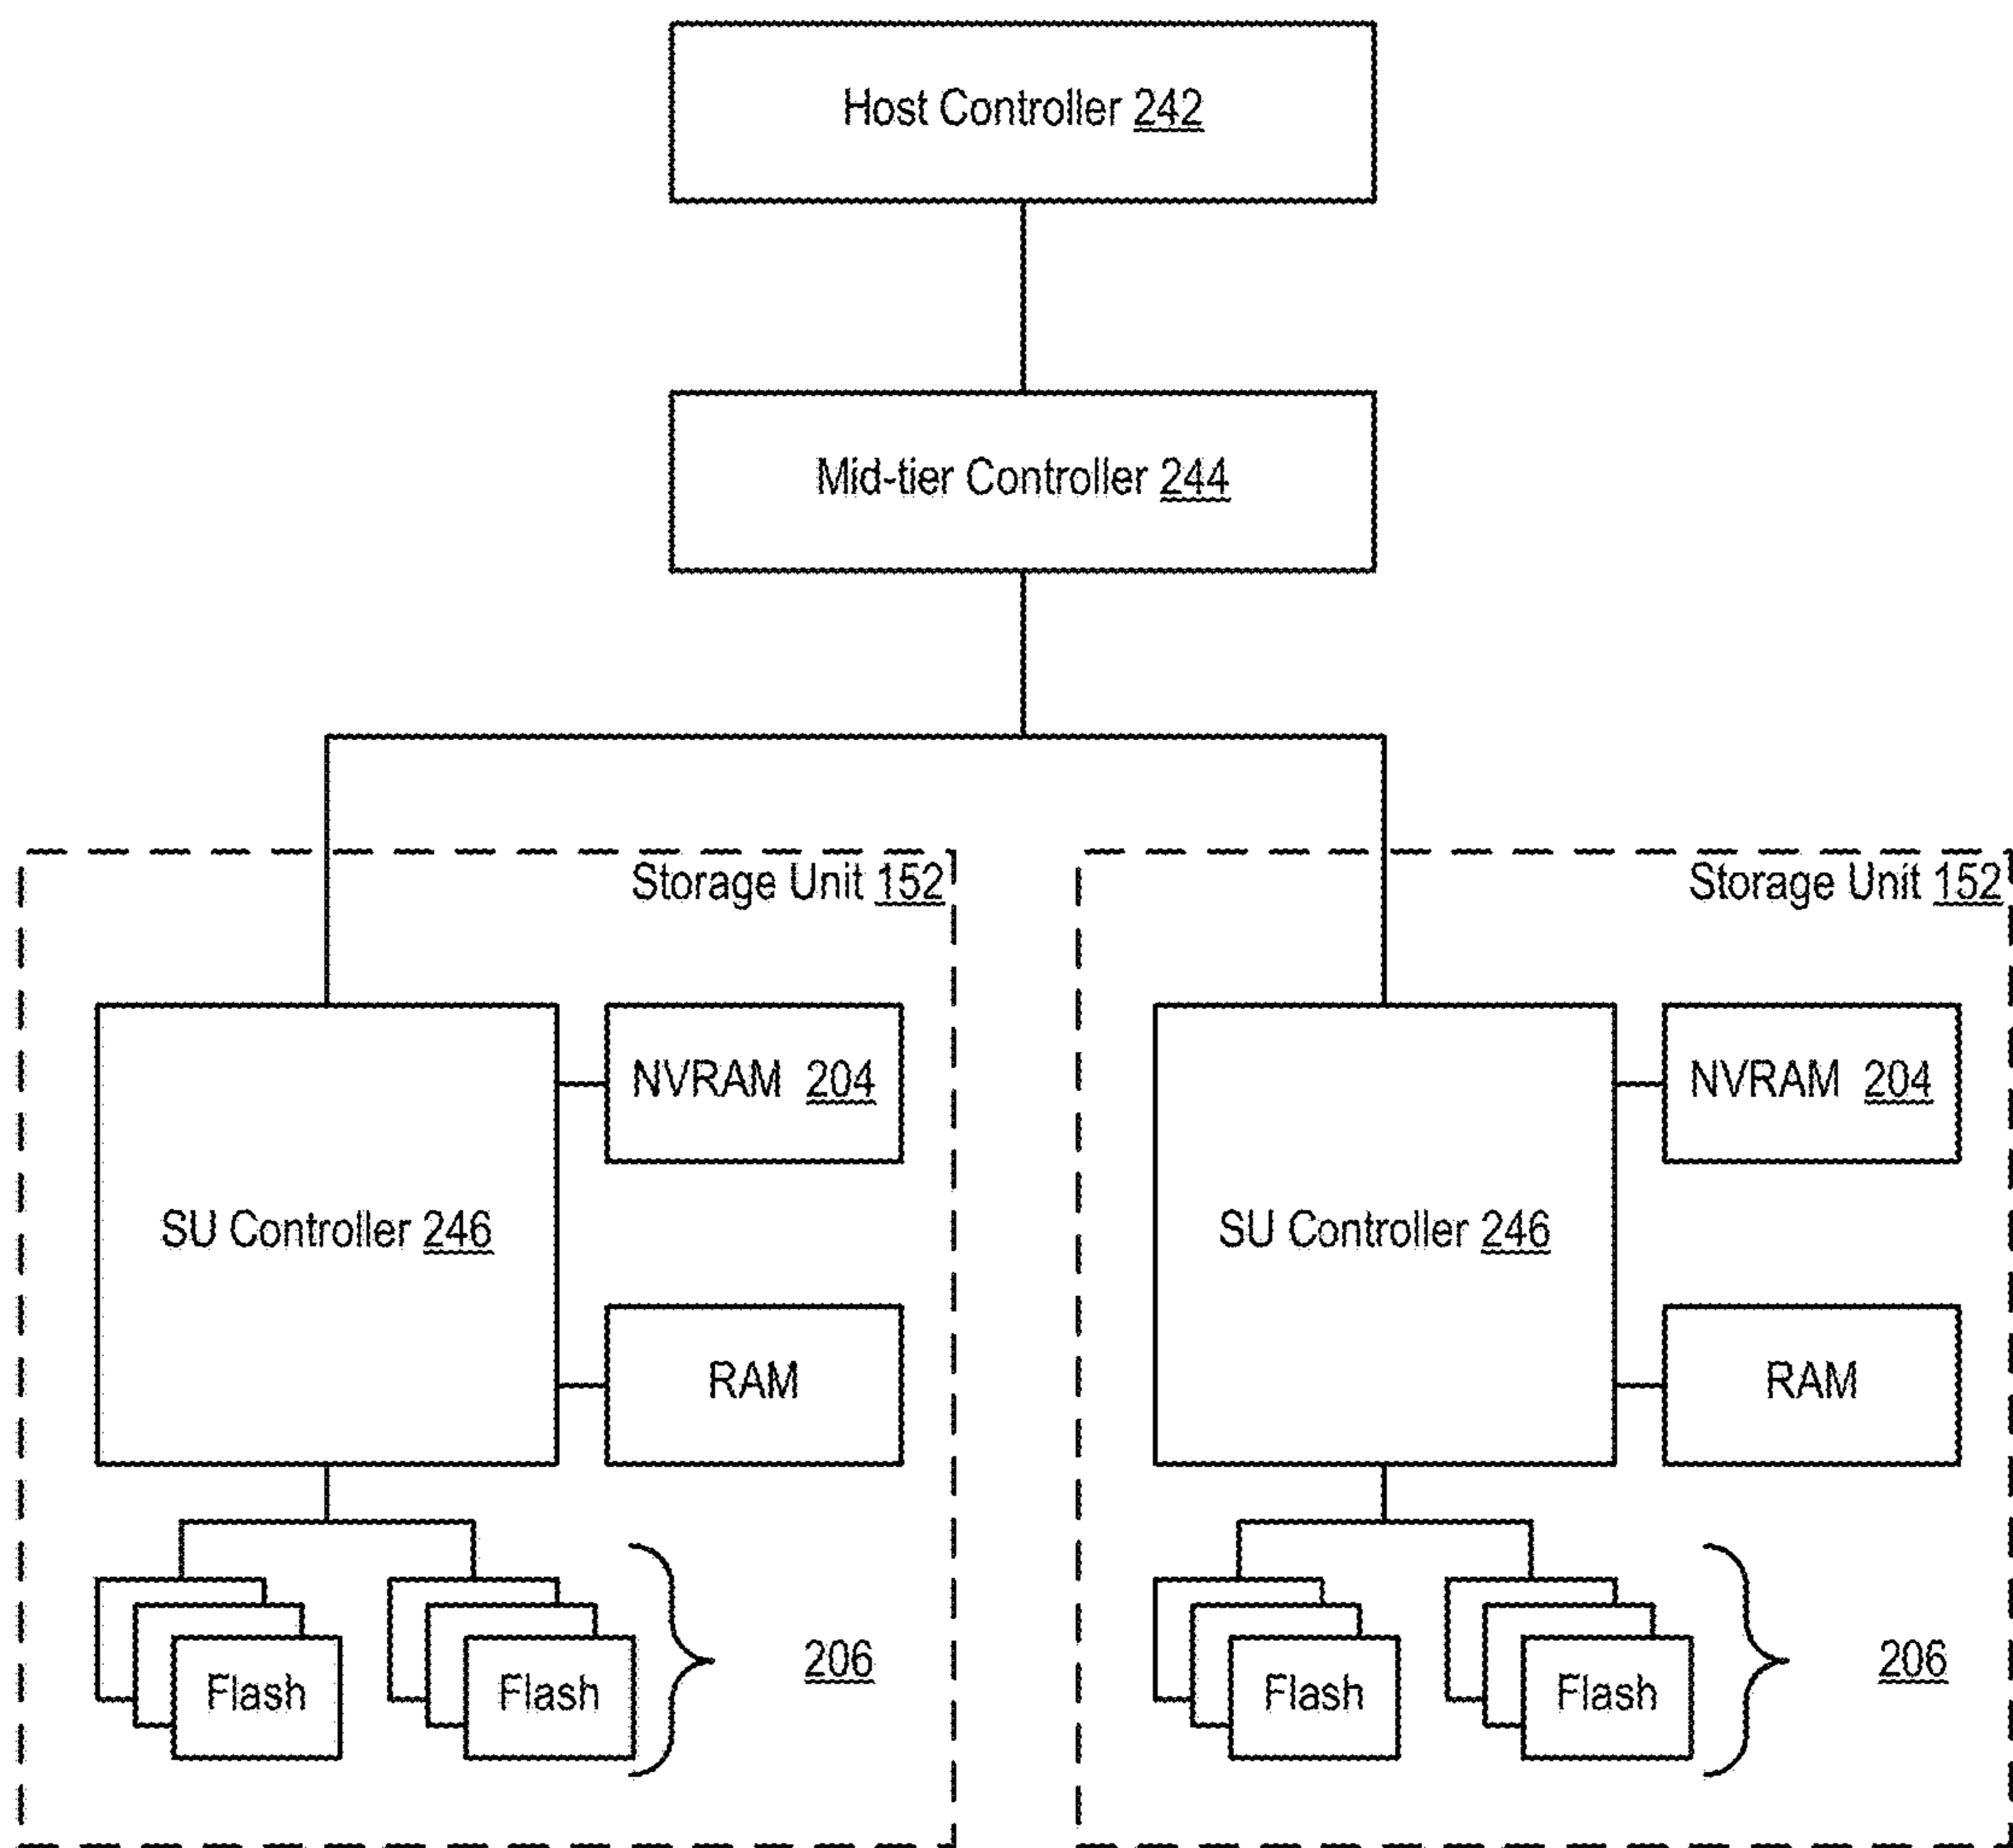 Host Controller 242
Mid-tier Controller 244
Storage Unit 152
NVRAM 204
SU Controller 246
RAM
Flash
Flash
206
Storage Unit 152
NVRAM 204
SU Controller 246
RAM
Flash
Flash
206